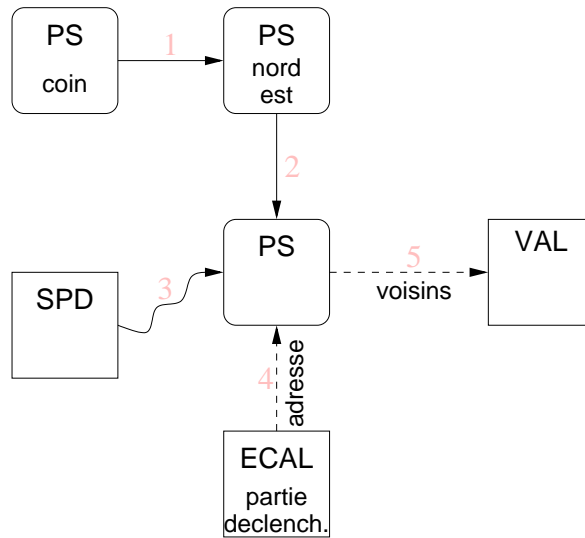 PS
coin
1
PS
nord
est
2
PS
SPD
3
5
voisins
VAL
4
adresse
ECAL
partie
declench.